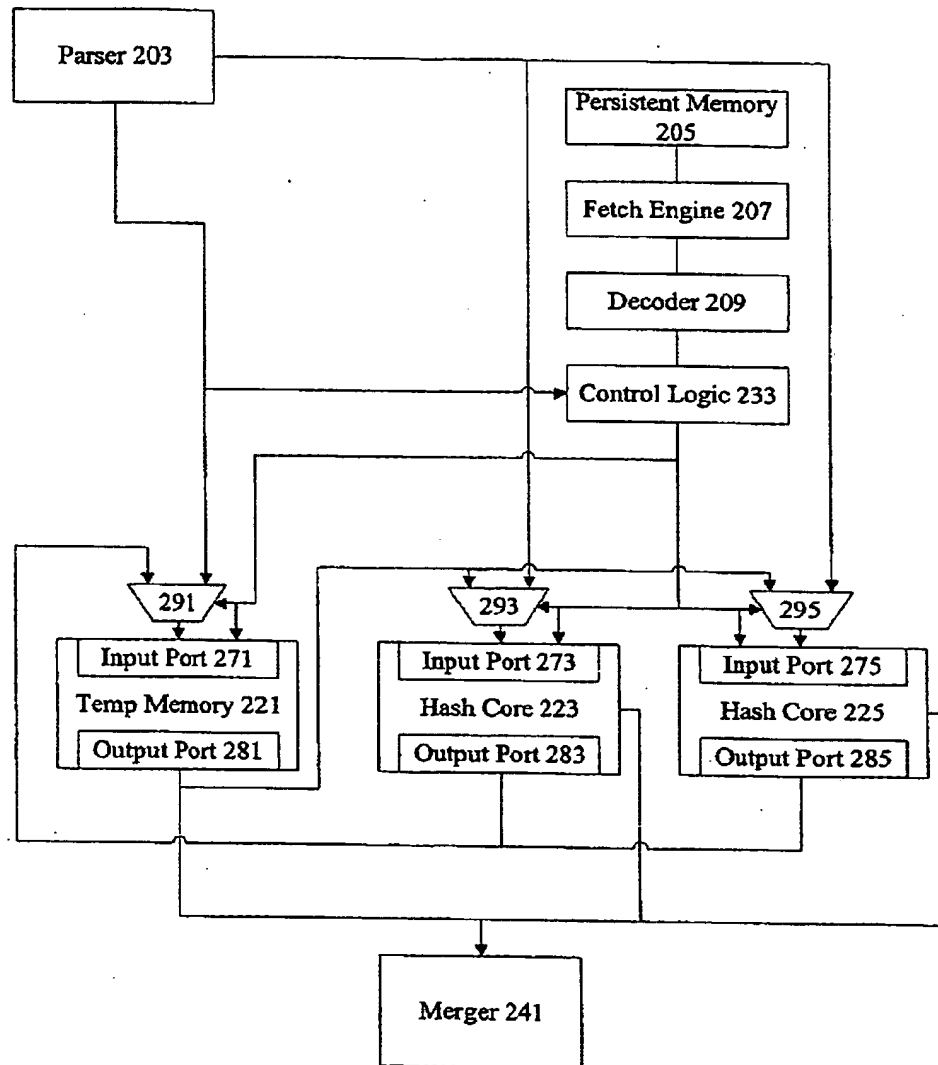 Parser 203
Persistent Memory
205
Fetch Engine 207
Decoder 209
Control Logic 233
291
293
295
Input Port 271
Temp Memory 221
Output Port 281
Input Port 273
Hash Core 223
Output Port 283
Input Port 275
Hash Core 225
Output Port 285
Merger 241